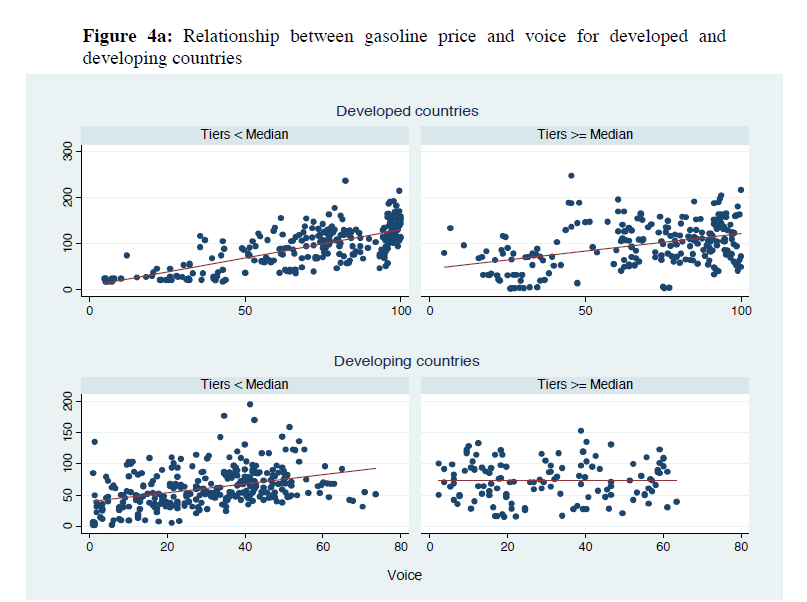 Figure 4a: Relationship between gasoline price and voice for developed and
developing countries
Developed countries
Tiers < Median
Tiers >= Median
300
200
100
0
0 50 100
0 50 100
Developing countries
Tiers < Median
Tiers >= Median
200
150
100
50
0
0 20 40 60 80
0 20 40 60 80
Voice